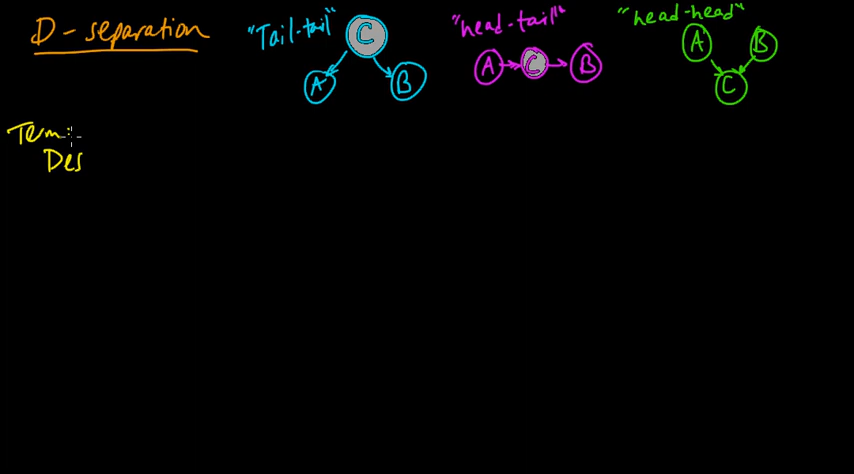 D-separation
"Tail-tail"
C
A
B
"head-tail"
A
C
B
"head-head"
A
B
C
Term:
Des